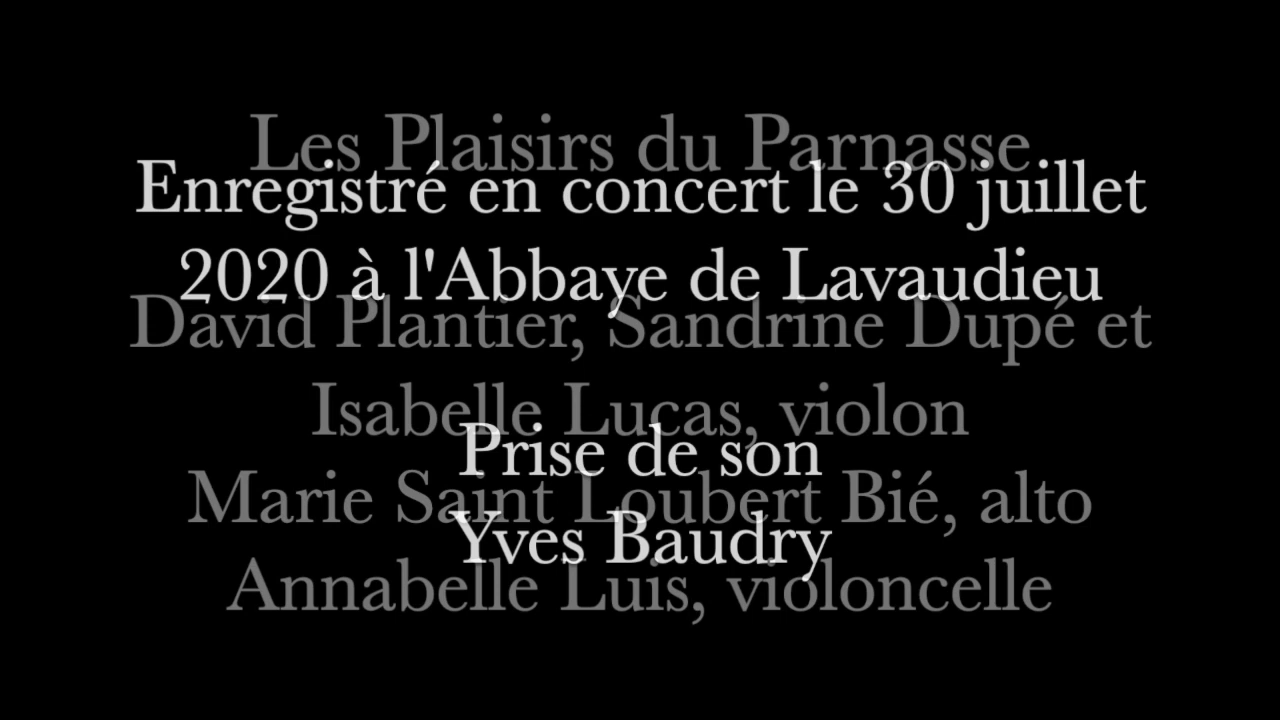 Les Plaisirs du Parnasse
Enregistré en concert le 30 juillet
2020 à l'Abbaye de Lavaudieu
David Plantier, Sandrine Dupé et
Isabelle Lucas, violon
Prise de son
Marie Saint Loubert Bié, alto
Yves Baudry
Annabelle Luis, violoncelle